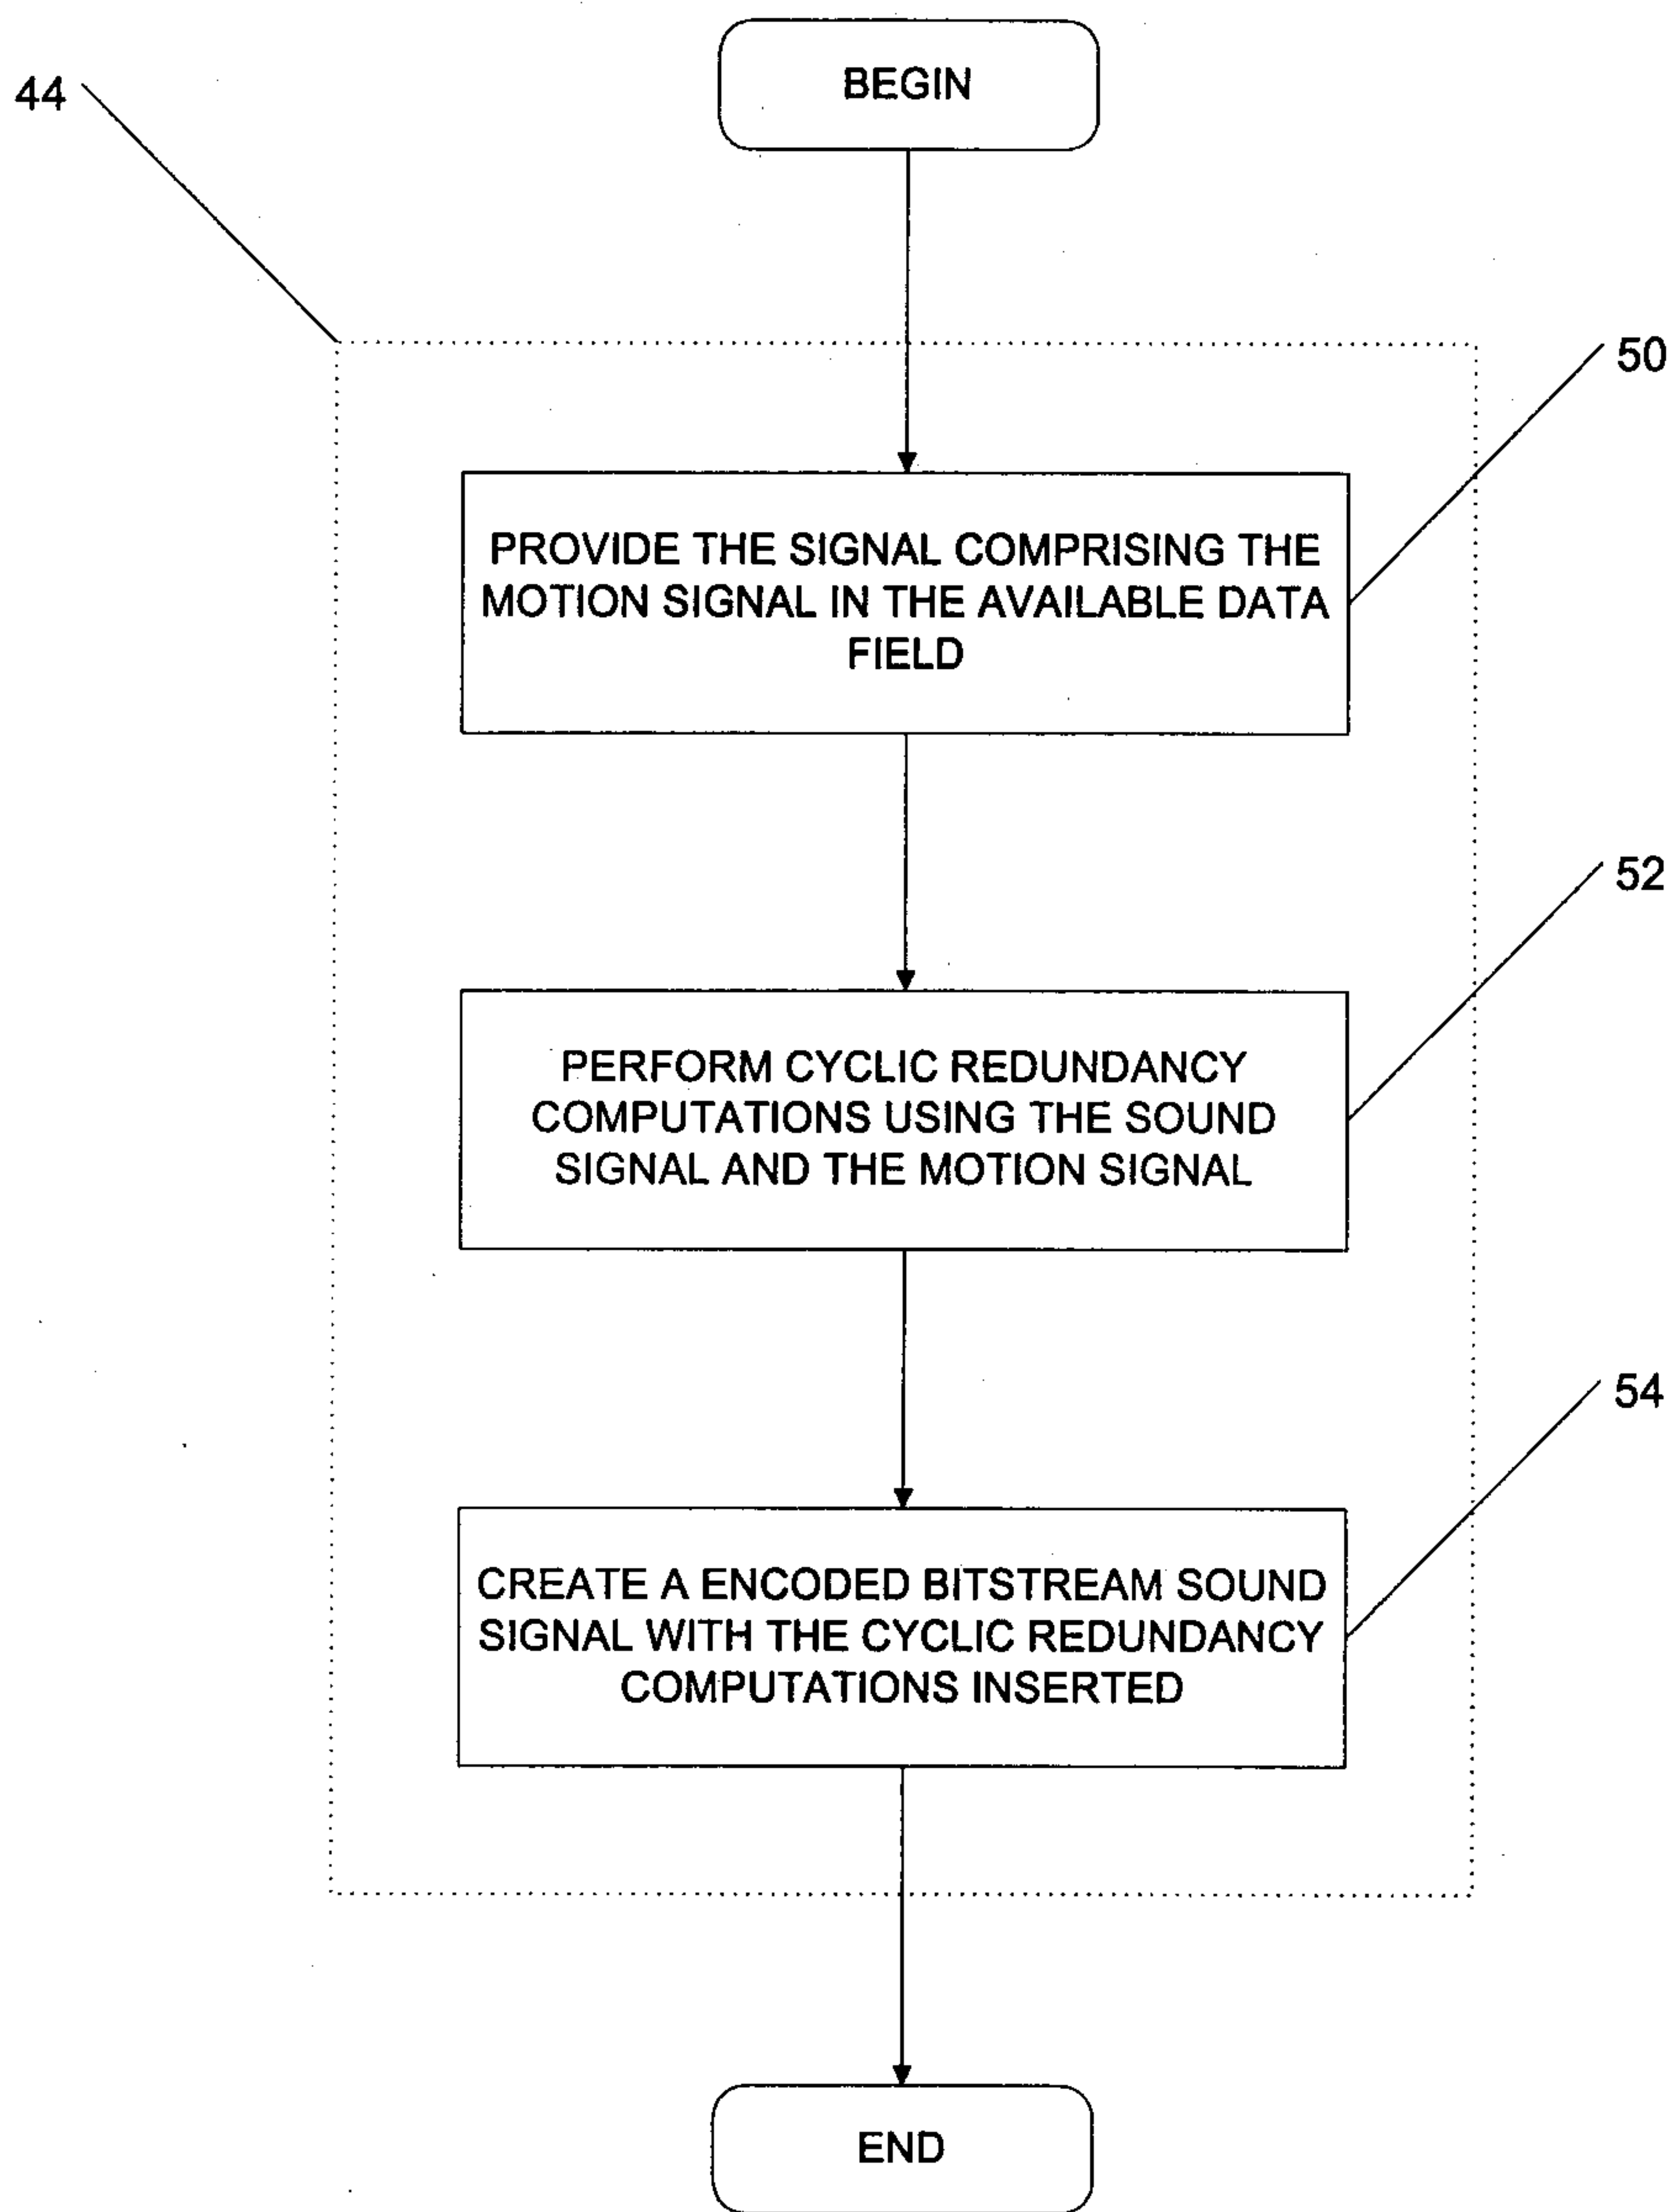 BEGIN
44
50
PROVIDE THE SIGNAL COMPRISING THE
MOTION SIGNAL IN THE AVAILABLE DATA
FIELD
52
PERFORM CYCLIC REDUNDANCY
COMPUTATIONS USING THE SOUND
SIGNAL AND THE MOTION SIGNAL
54
CREATE A ENCODED BITSTREAM SOUND
SIGNAL WITH THE CYCLIC REDUNDANCY
COMPUTATIONS INSERTED
END